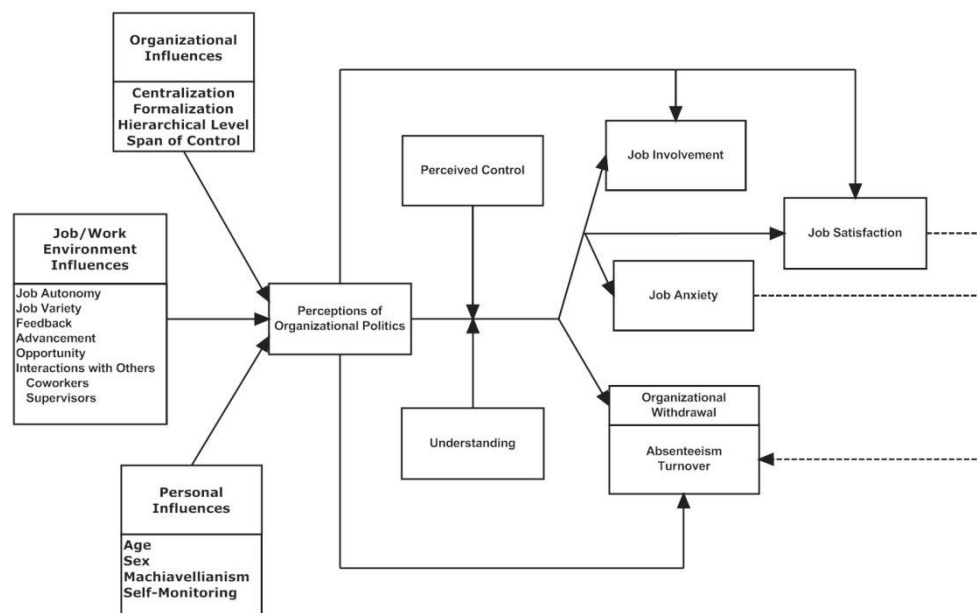 Organizational
Influences
Centralization
Formalization
Hierarchical Level
Span of Control
Job/Work
Environment
Influences
Job Autonomy
Job Variety
Feedback
Advancement
Opportunity
Interactions with Others
Coworkers
Supervisors
Personal
Influences
Age
Sex
Machiavellianism
Self-Monitoring
Perceptions of
Organizational Politics
Perceived Control
Understanding
Job Involvement
Job Satisfaction
Job Anxiety
Organizational
Withdrawal
Absenteeism
Turnover